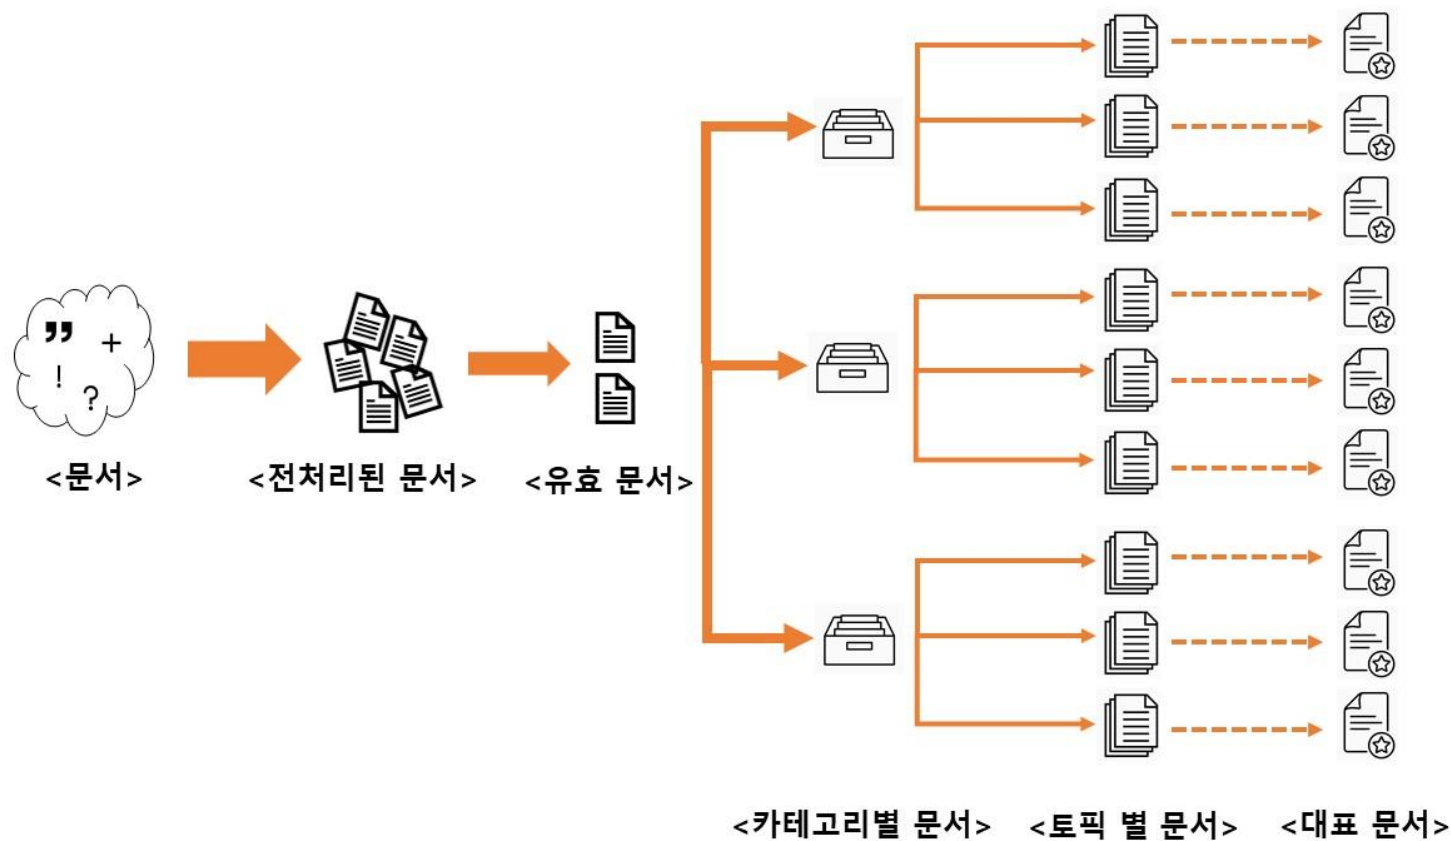 ” +
! ?
<문서>
<전처리된 문서>
<유효 문서>
<카테고리별 문서>
<토픽 별 문서>
<대표 문서>